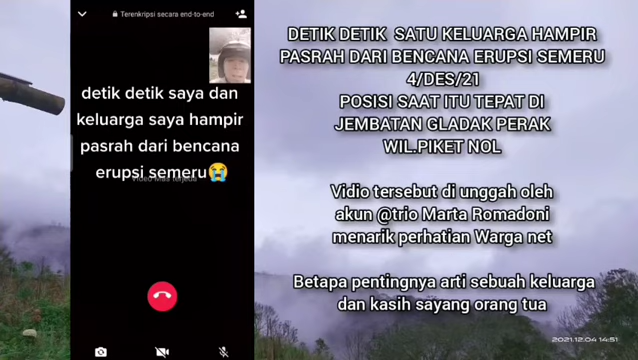 Terenkripsi secara end-to-end
detik detik saya dan
keluarga saya hampir
pasrah dari bencana
erupsi semeru😭
Video Mas terjeda
DETIK DETIK SATU KELUARGA HAMPIR
PASRAH DARI BENCANA ERUPSI SEMERU
4/DES/21
POSISI SAAT ITU TEPAT DI
JEMBATAN GLADAK PERAK
WIL.PIKET NOL
Vidio tersebut di unggah oleh
akun @trio Marta Romadoni
menarik perhatian Warga net
Betapa pentingnya arti sebuah keluarga
dan kasih sayang orang tua
2021.12.04 14:51